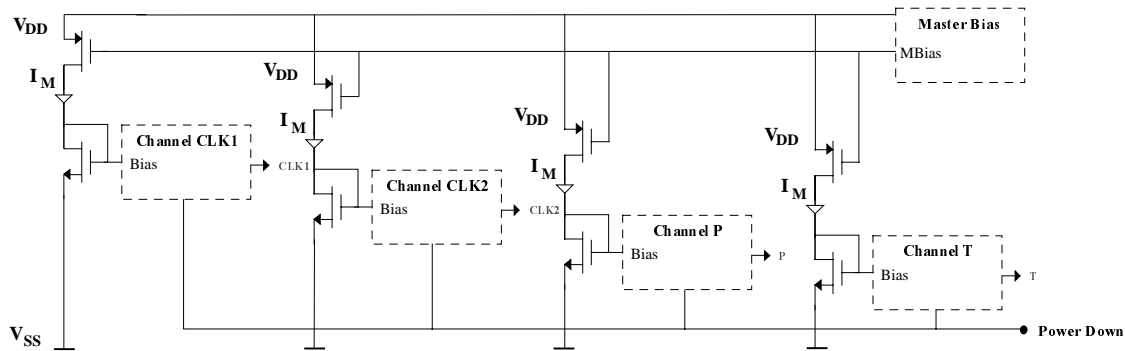 VDD
Master Bias
MBias
IM
VDD
IM
VDD
IM
VDD
IM
Channel CLK1
Bias
CLK1
Channel CLK2
Bias
CLK2
Channel P
Bias
P
Channel T
Bias
T
VSS
Power Down